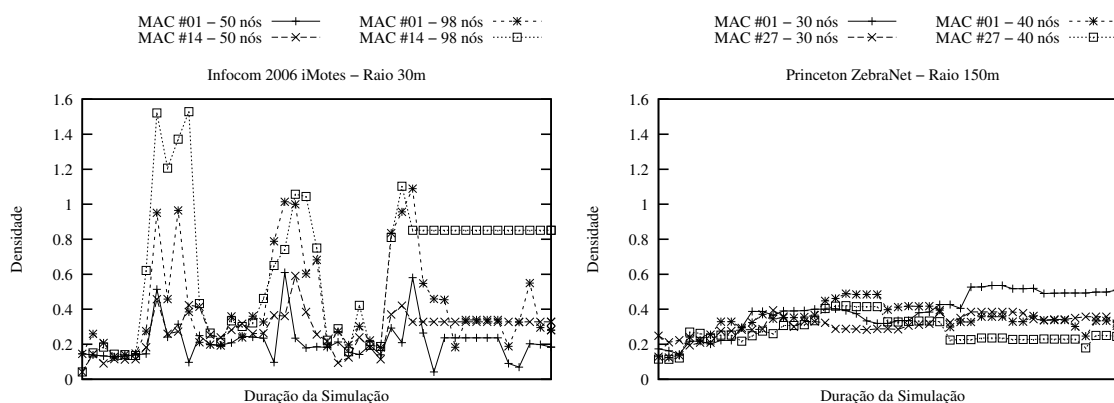 MAC #01 – 50 nós
MAC #14 – 50 nós
MAC #01 – 98 nós
MAC #14 – 98 nós
Infocom 2006 iMotes – Raio 30m
1.6
1.4
1.2
1
0.8
0.6
0.4
0.2
0
Densidade
Duração da Simulação
MAC #01 – 30 nós
MAC #27 – 30 nós
MAC #01 – 40 nós
MAC #27 – 40 nós
Princeton ZebraNet – Raio 150m
1.6
1.4
1.2
1
0.8
0.6
0.4
0.2
0
Densidade
Duração da Simulação